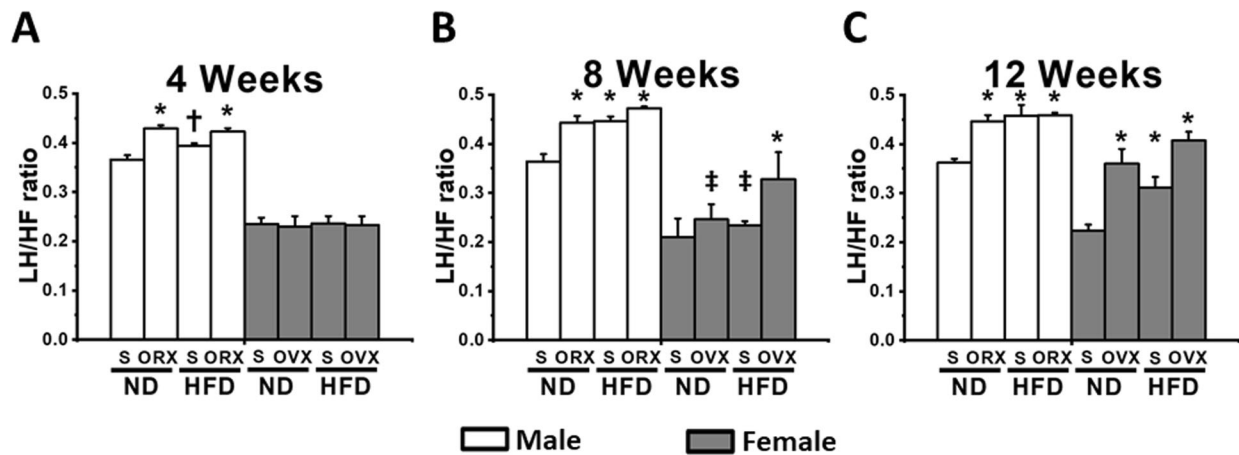 A
B
C
4 Weeks
8 Weeks
12 Weeks
LH/HF ratio
0.5
0.4
0.3
0.2
0.1
0.0
* † *
S ORX S ORX S OVX S OVX
ND HFD ND HFD
LH/HF ratio
0.5
0.4
0.3
0.2
0.1
0.0
* * * ‡ ‡ *
S ORX S ORX S OVX S OVX
ND HFD ND HFD
LH/HF ratio
0.5
0.4
0.3
0.2
0.1
0.0
* * * * * *
S ORX S ORX S OVX S OVX
ND HFD ND HFD
Male Female